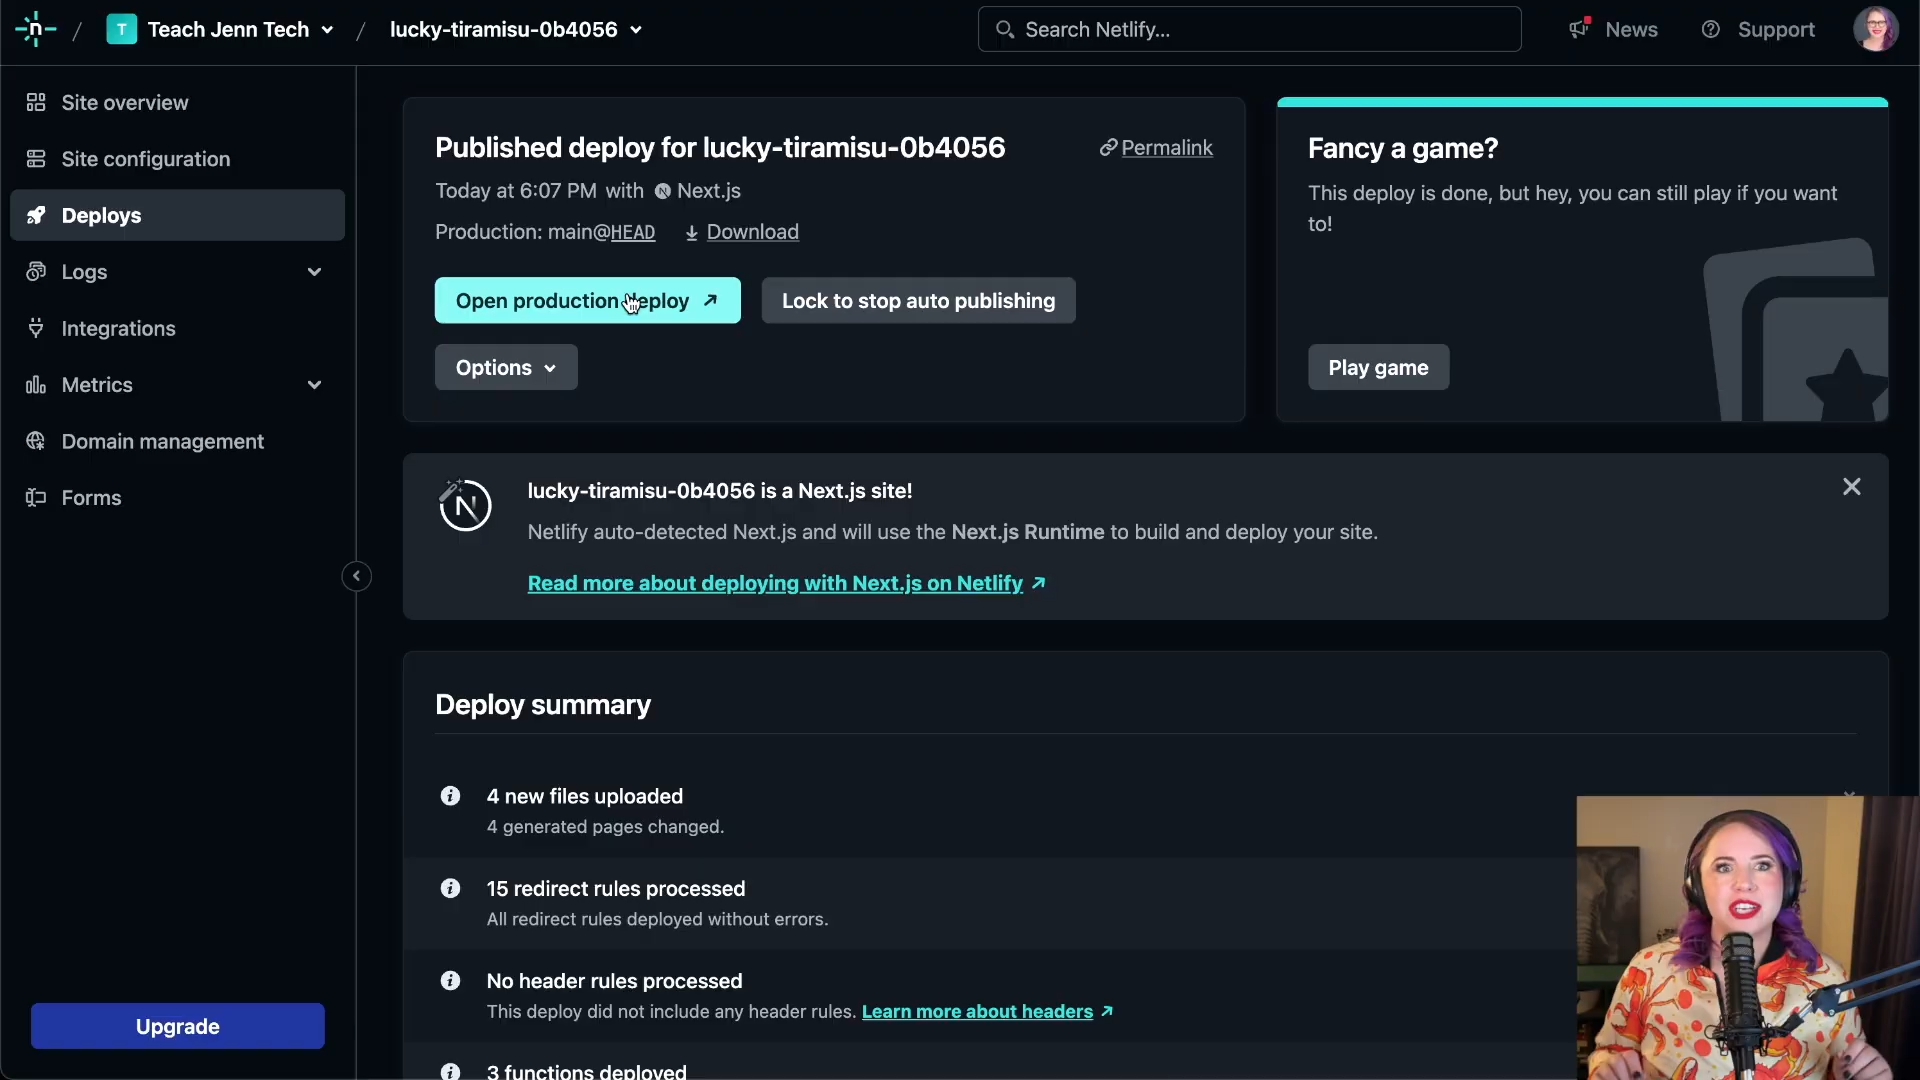 Teach Jenn Tech
lucky-tiramisu-0b4056
Search Netlify...
News
Support
T
Site overview
Site configuration
Deploys
Logs
Integrations
Metrics
Domain management
Forms
Upgrade
Published deploy for lucky-tiramisu-0b4056
Permalink
Today at 6:07 PM with N Next.js
Production: main@HEAD
Download
Open production deploy
Lock to stop auto publishing
Options
Fancy a game?
This deploy is done, but hey, you can still play if you want
to!
Play game
N
lucky-tiramisu-0b4056 is a Next.js site!
Netlify auto-detected Next.js and will use the Next.js Runtime to build and deploy your site.
Read more about deploying with Next.js on Netlify
Deploy summary
4 new files uploaded
4 generated pages changed.
15 redirect rules processed
All redirect rules deployed without errors.
No header rules processed
This deploy did not include any header rules. Learn more about headers
3 functions deployed